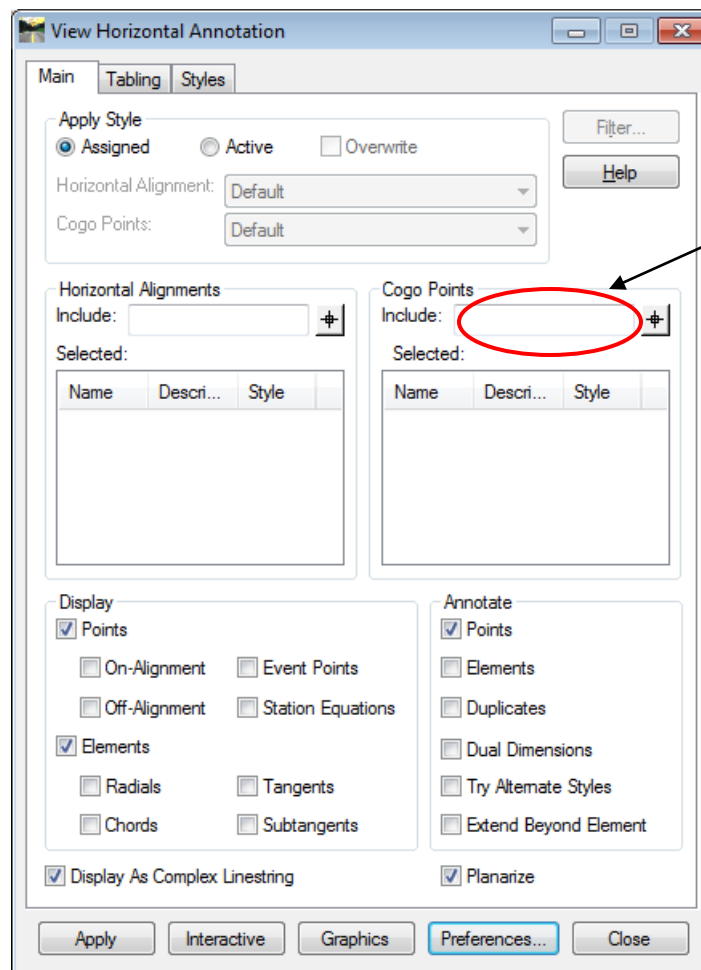 View Horizontal Annotation
Main Tabling Styles
Apply Style
Assigned Active Overwrite
Filter...
Help
Horizontal Alignment: Default
Cogo Points: Default
Horizontal Alignments
Include:
Selected:
Name Descri... Style
Cogo Points
Include:
Selected:
Name Descri... Style
Display
Points
On-Alignment Event Points
Off-Alignment Station Equations
Elements
Radials Tangents
Chords Subtangents
Annotate
Points
Elements
Duplicates
Dual Dimensions
Try Alternate Styles
Extend Beyond Element
Display As Complex Linestring Planarize
Apply Interactive Graphics Preferences... Close